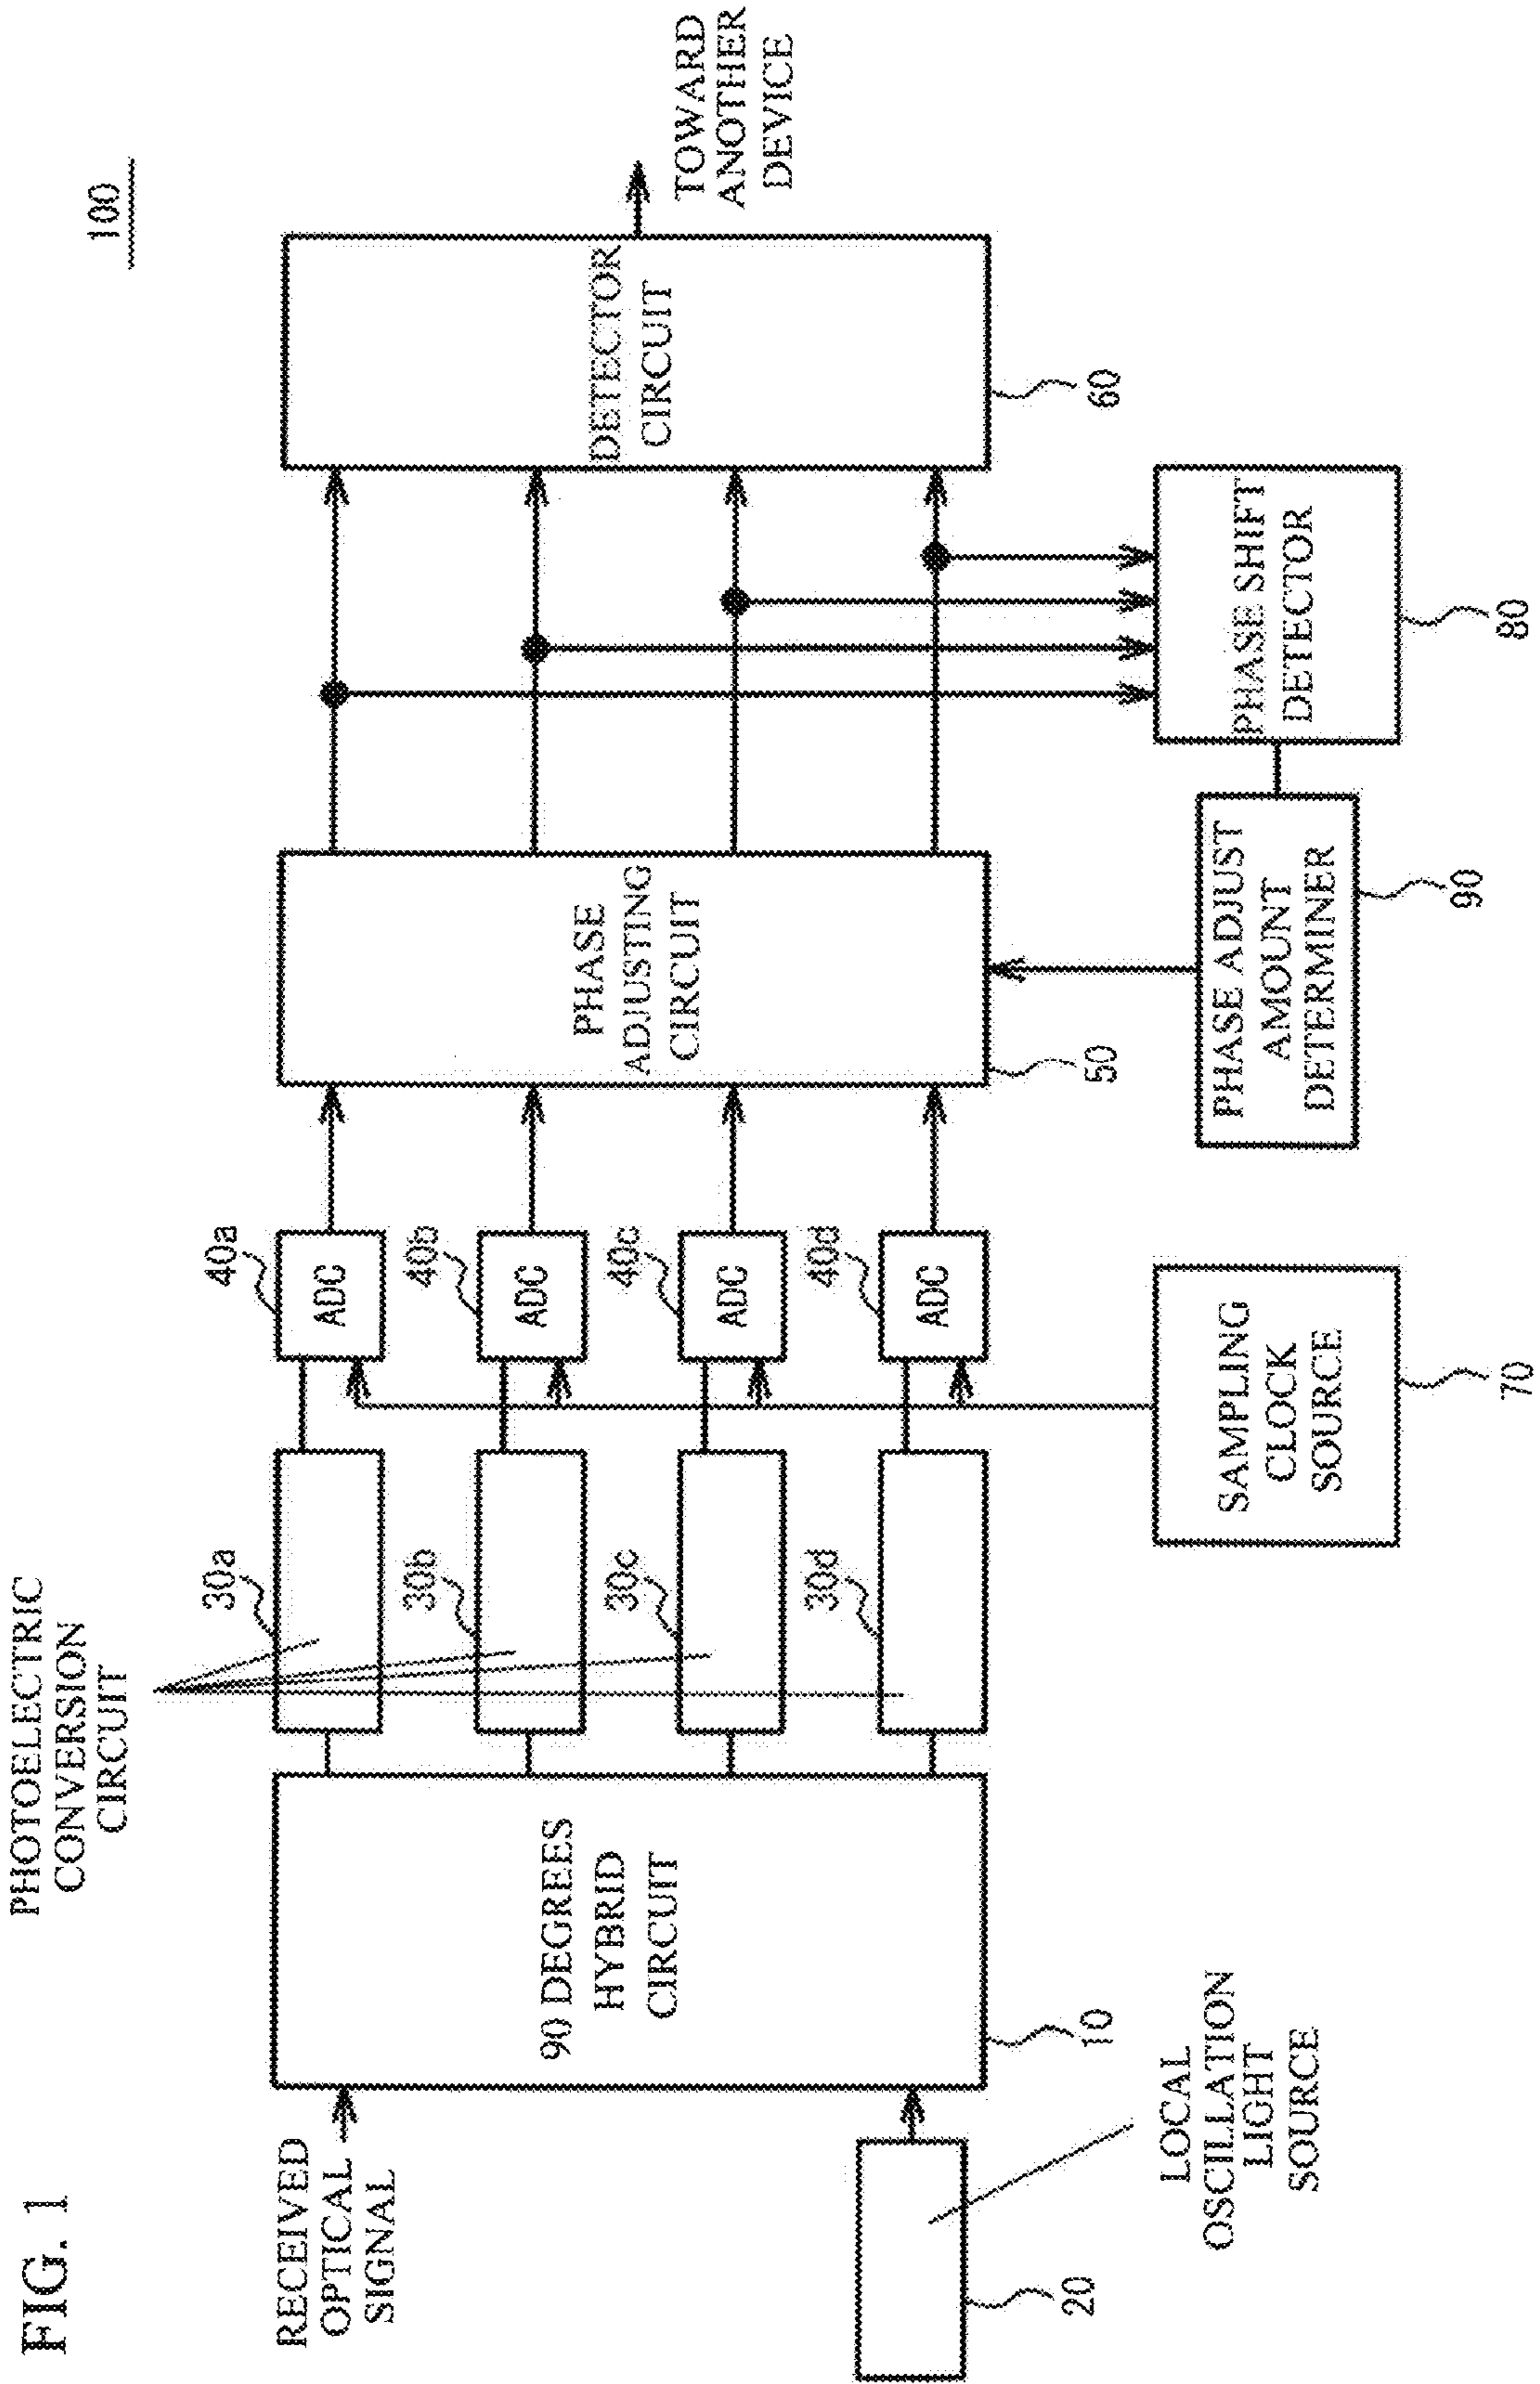 FIG. 1
100
PHOTOELECTRIC
CONVERSION
CIRCUIT
RECEIVED
OPTICAL
SIGNAL
90 DEGREES
HYBRID
CIRCUIT
10
20
LOCAL
OSCILLATION
LIGHT
SOURCE
30a
30b
30c
30d
40a
ADC
40b
ADC
40c
ADC
40d
ADC
SAMPLING
CLOCK
SOURCE
70
PHASE
ADJUSTING
CIRCUIT
50
PHASE ADJUST
AMOUNT
DETERMINER
90
PHASE SHIFT
DETECTOR
80
DETECTOR
CIRCUIT
60
TOWARD
ANOTHER
DEVICE